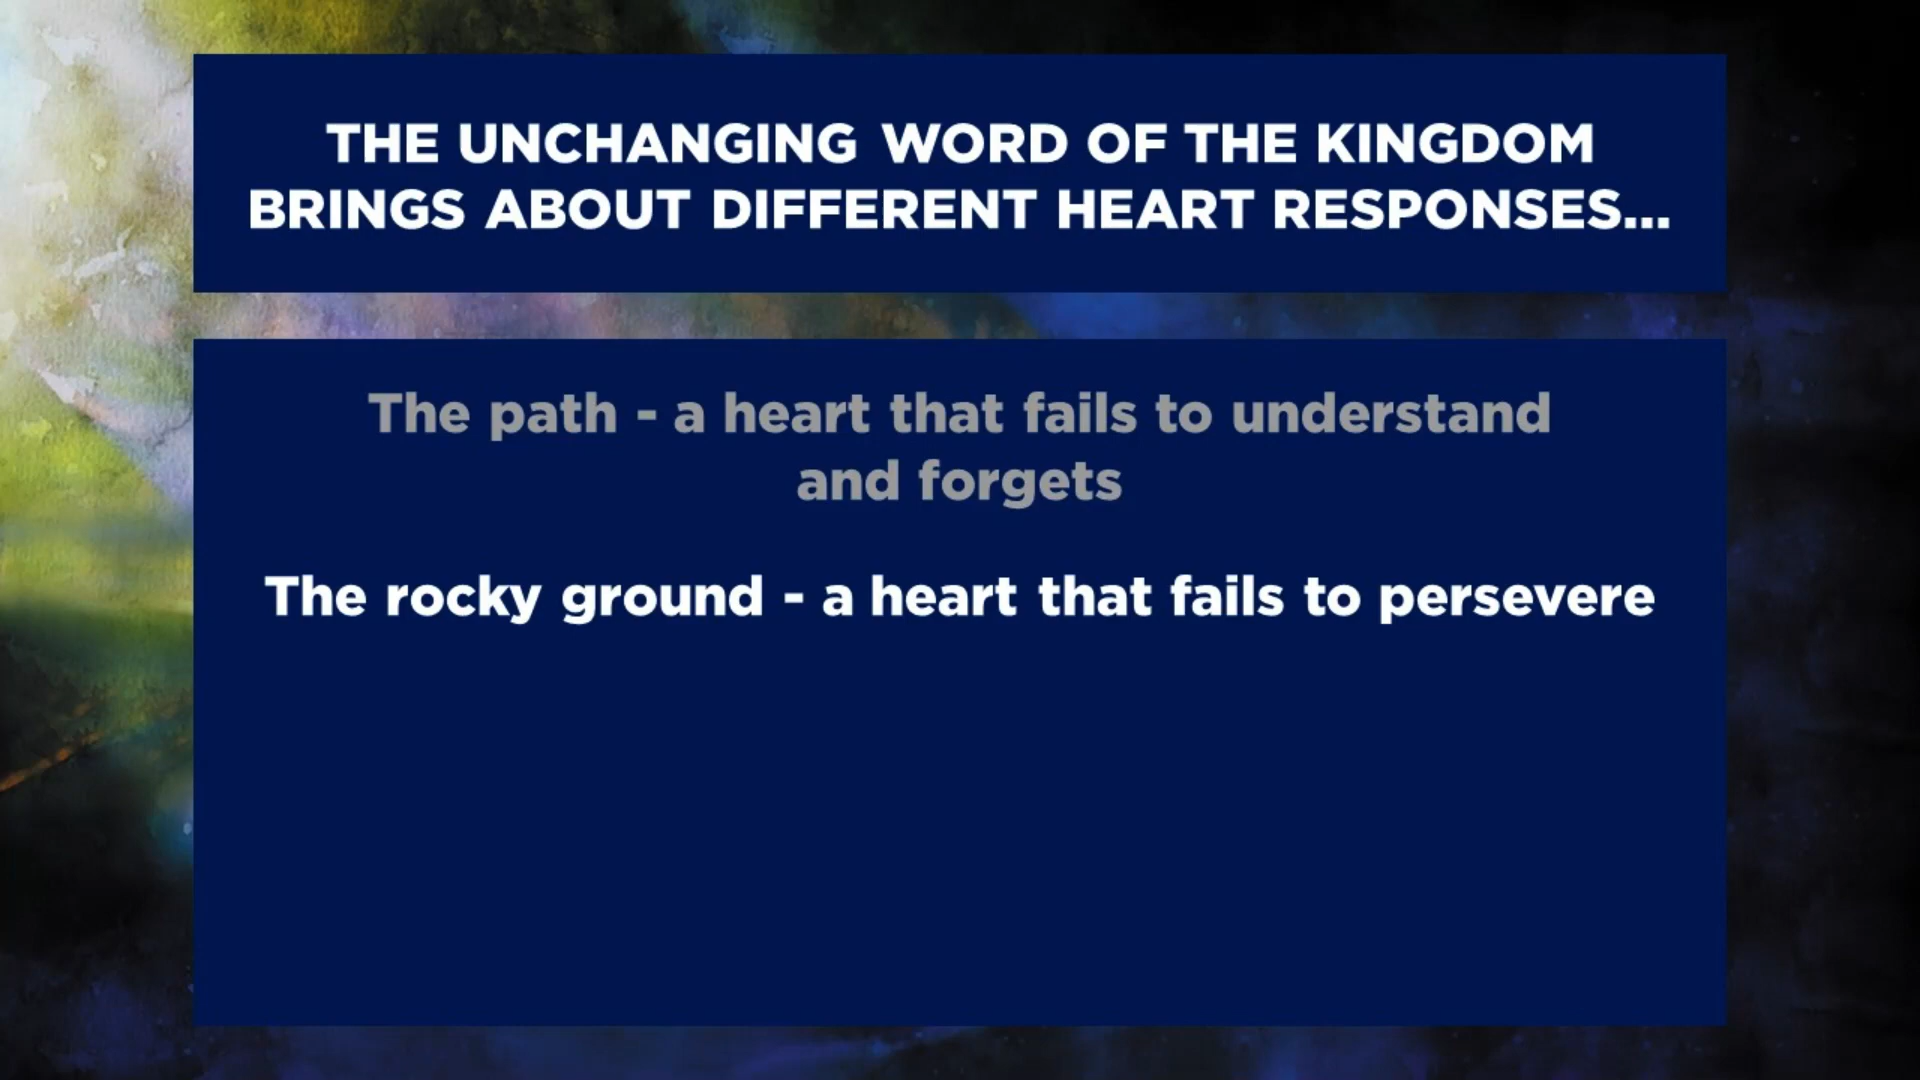 THE UNCHANGING WORD OF THE KINGDOM
BRINGS ABOUT DIFFERENT HEART RESPONSES...
The path - a heart that fails to understand
and forgets
The rocky ground - a heart that fails to persevere